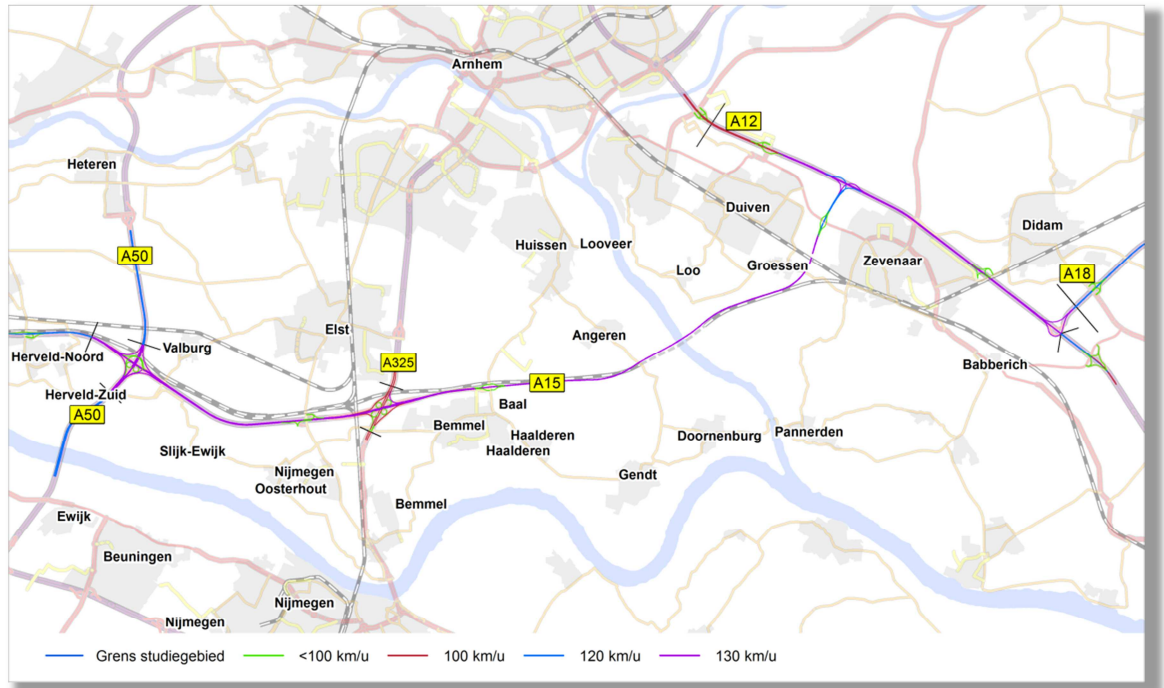 Arnhem
A12
Heteren
Duiven
Didam
Huissen
Looveer
A50
Loo
Groessen
Zevenaar
A18
Elst
Angeren
Herveld-Noord
Valburg
A325
Babberich
A15
Herveld-Zuid
A50
Baal
Bemmel
Haalderen
Doornenburg
Pannerden
Slijk-Ewijk
Haalderen
Nijmegen
Oosterhout
Gendt
Bemmel
Ewijk
Beuningen
Nijmegen
Nijmegen
Grens studiegebied
<100 km/u
100 km/u
120 km/u
130 km/u